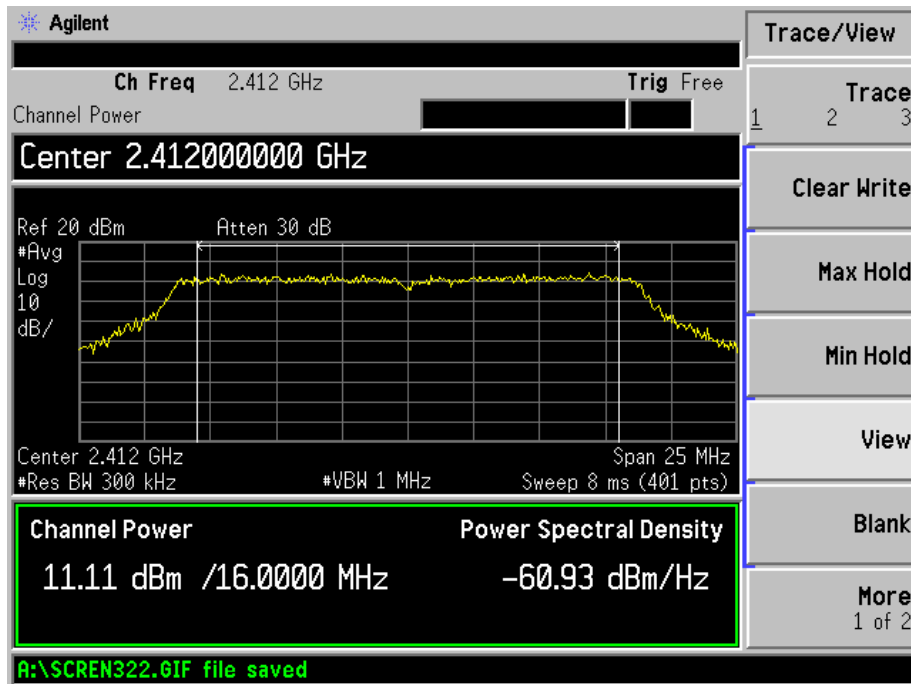 Agilent
Ch Freq 2.412 GHz Trig Free
Channel Power
Center 2.412000000 GHz
Ref 20 dBm Atten 30 dB
#Avg
Log
10
dB/
Center 2.412 GHz Span 25 MHz
#Res BW 300 kHz #VBW 1 MHz Sweep 8 ms (401 pts)
Channel Power Power Spectral Density
11.11 dBm /16.0000 MHz -60.93 dBm/Hz
A:\SCREN322.GIF file saved
Trace/View
Trace
1 2 3
Clear Write
Max Hold
Min Hold
View
Blank
More
1 of 2